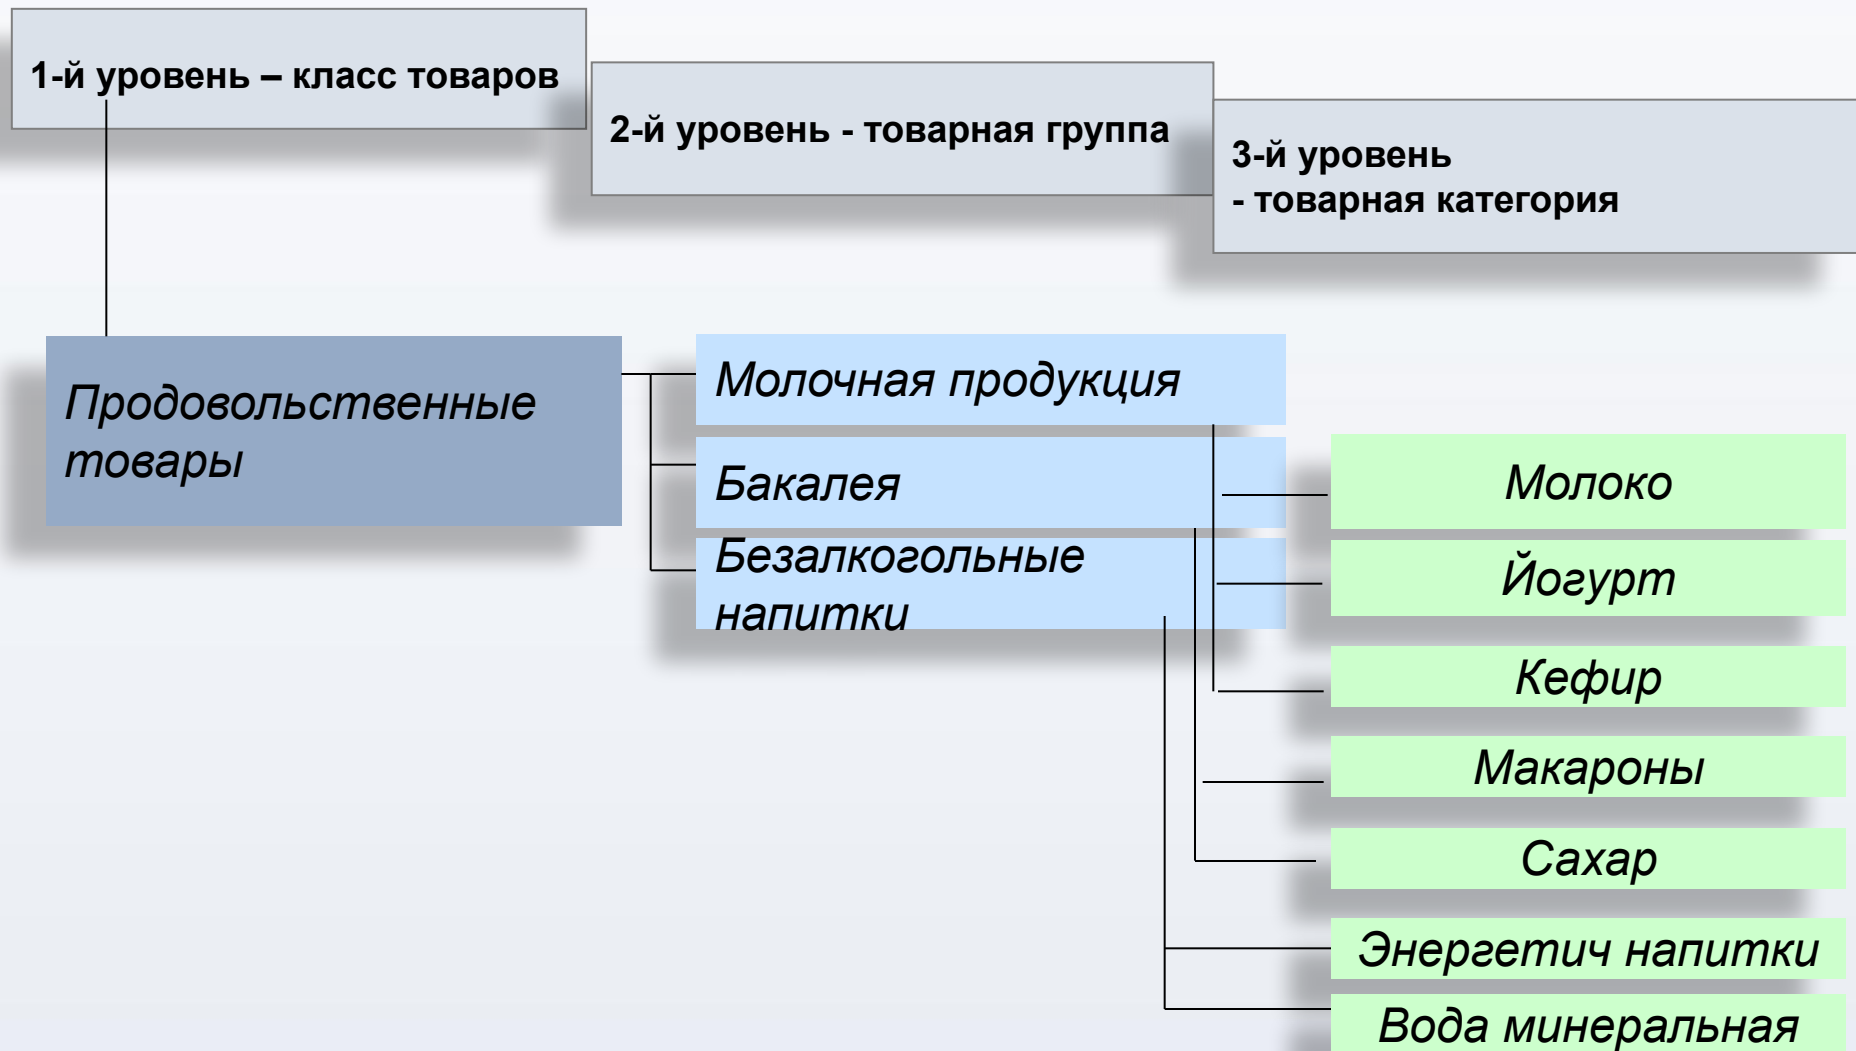 1-й уровень – класс товаров
2-й уровень - товарная группа
3-й уровень
- товарная категория
Продовольственные
товары
Молочная продукция
Бакалея
Безалкогольные
напитки
Молоко
Йогурт
Кефир
Макароны
Сахар
Энергетич напитки
Вода минеральная